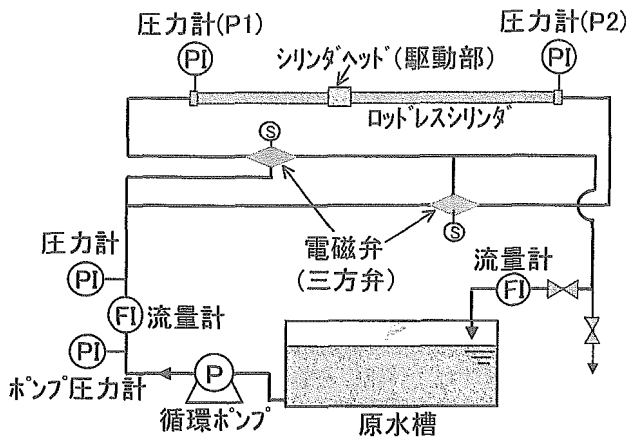 圧力計(P1)
圧力計(P2)
PI
シリンダヘッド(駆動部)
PI
ロッドレスシリンダ
S
S
圧力計
電磁弁
(三方弁)
流量計
PI
FI
FI 流量計
PI
ポンプ圧力計
P
循環ポンプ
原水槽